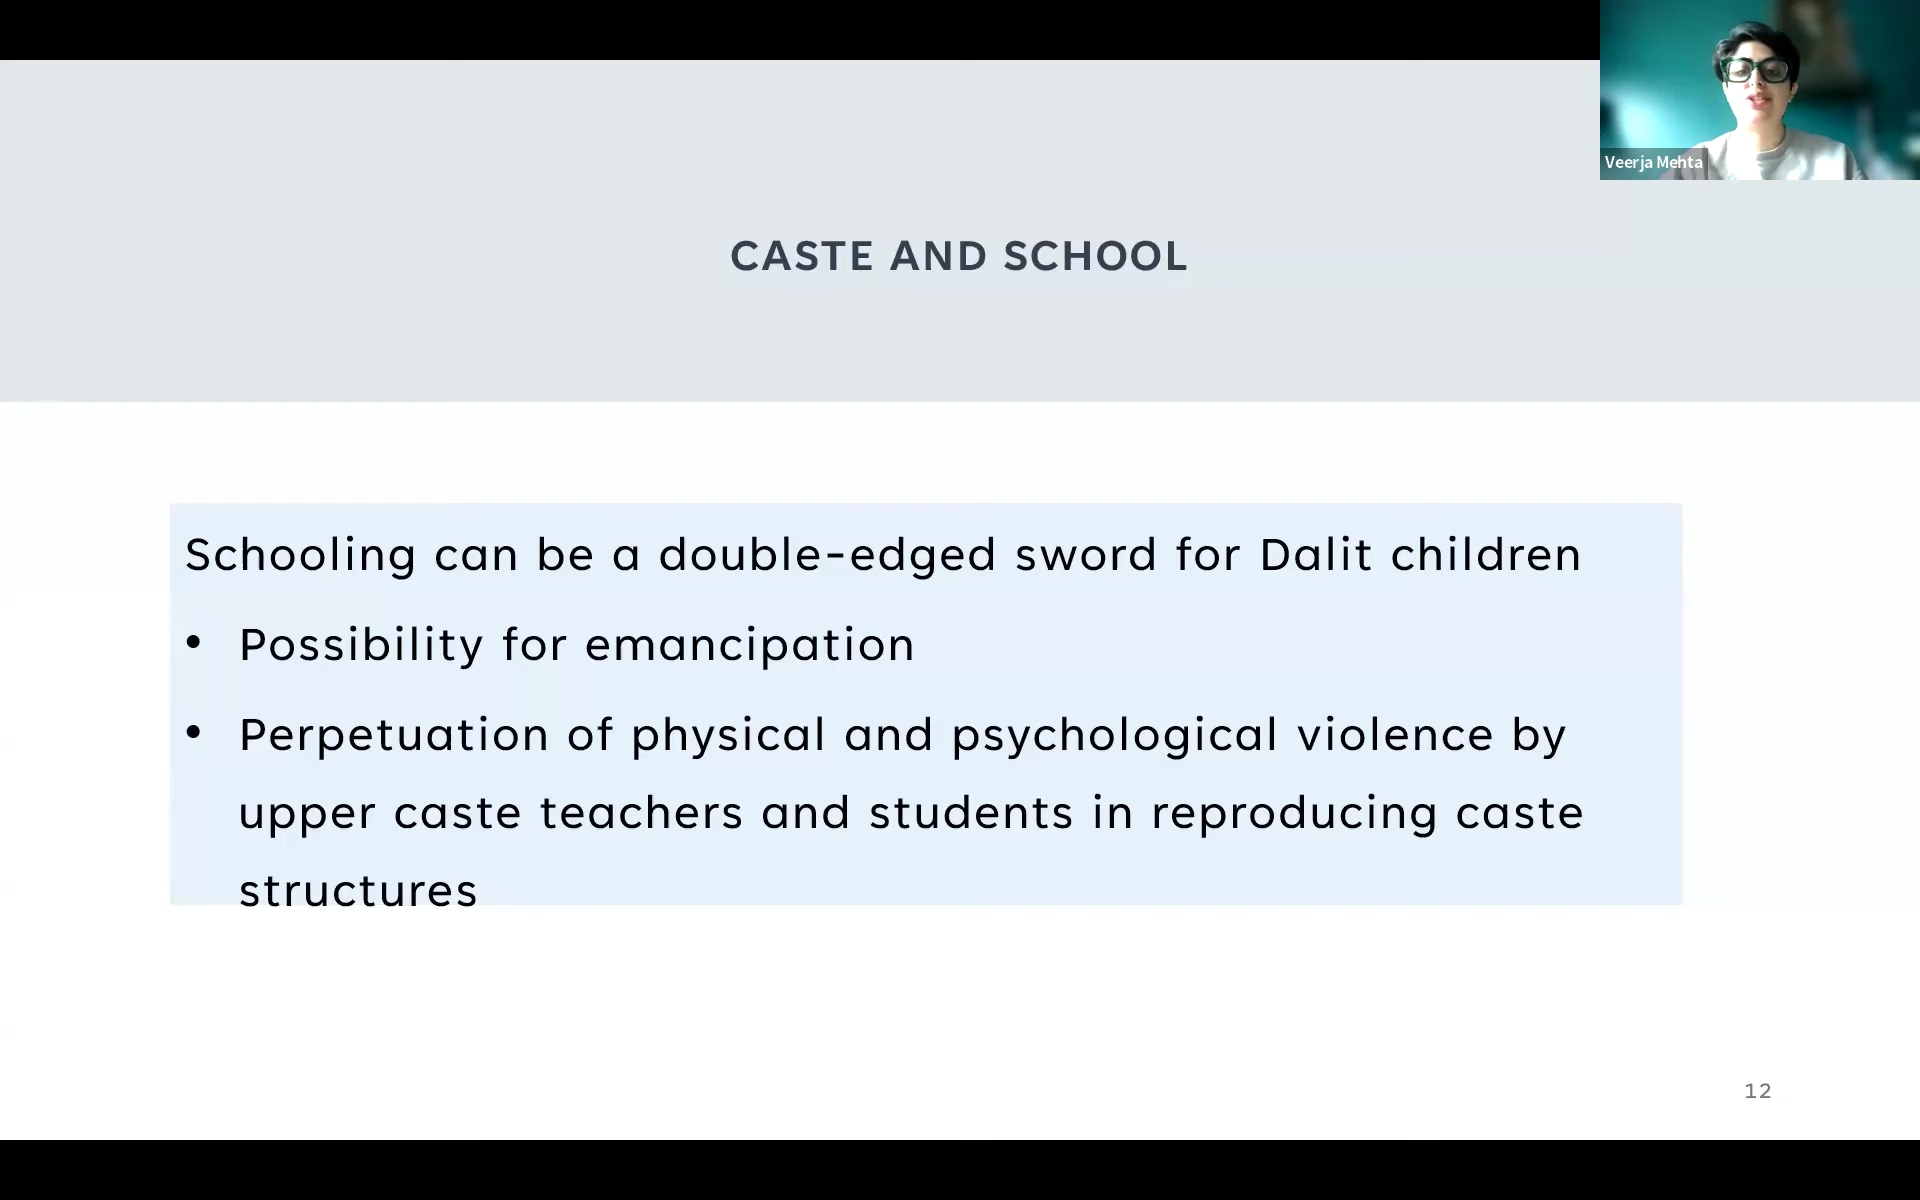 Veerja Mehta
CASTE AND SCHOOL
Schooling can be a double-edged sword for Dalit children
• Possibility for emancipation
• Perpetuation of physical and psychological violence by
upper caste teachers and students in reproducing caste
structures
12